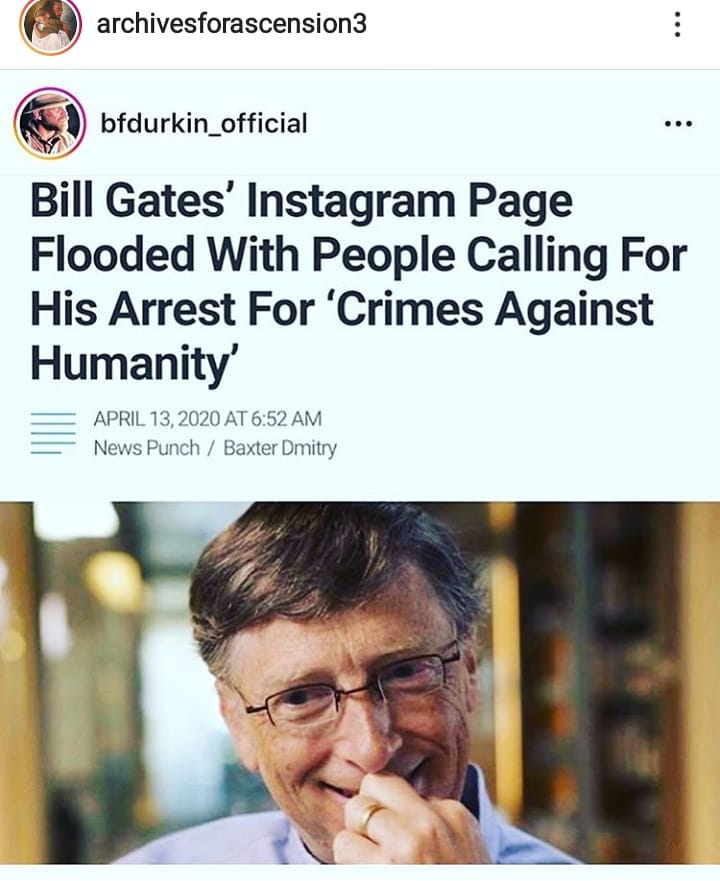 archivesforascension3
bfdurkin_official
Bill Gates’ Instagram Page
Flooded With People Calling For
His Arrest For ‘Crimes Against
Humanity’
APRIL 13, 2020 AT 6:52 AM
News Punch / Baxter Dmitry